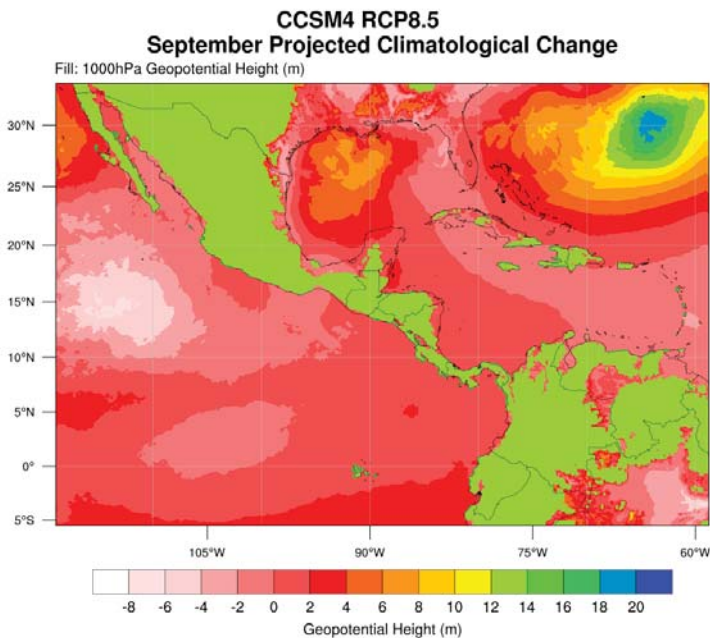 CCSM4 RCP8.5
September Projected Climatological Change
Fill: 1000hPa Geopotential Height (m)
30°N
25°N
20°N
15°N
10°N
5°N
0°
5°S
105°W 90°W 75°W 60°W
-8 -6 -4 -2 0 2 4 6 8 10 12 14 16 18 20
Geopotential Height (m)